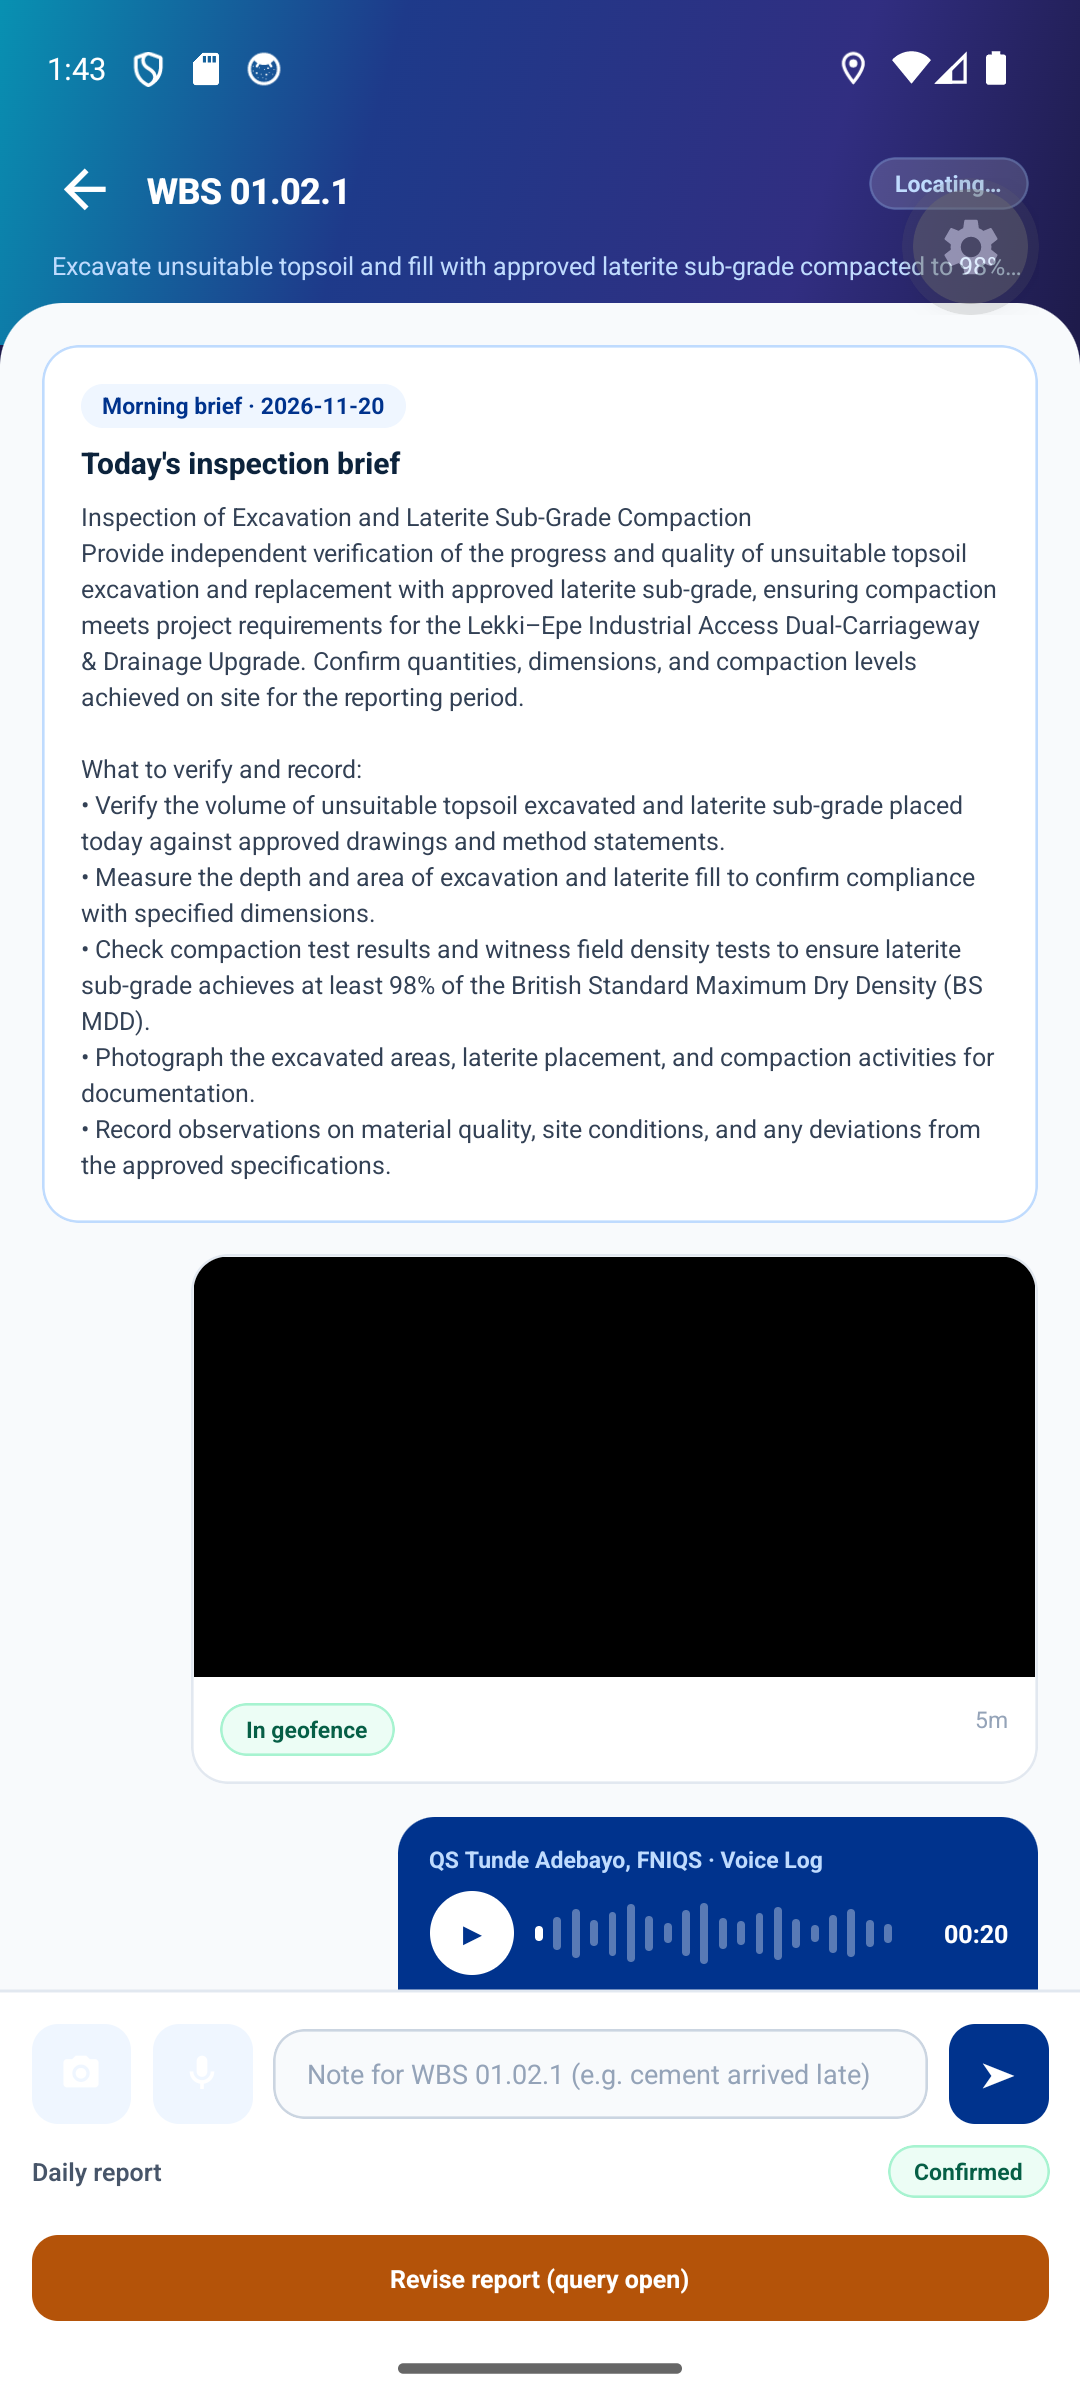 1:43
WBS 01.02.1
Locating...
Excavate unsuitable topsoil and fill with approved laterite sub-grade compacted to 98%...
Morning brief · 2026-11-20
Today's inspection brief
Inspection of Excavation and Laterite Sub-Grade Compaction
Provide independent verification of the progress and quality of unsuitable topsoil
excavation and replacement with approved laterite sub-grade, ensuring compaction
meets project requirements for the Lekki–Epe Industrial Access Dual-Carriageway
& Drainage Upgrade. Confirm quantities, dimensions, and compaction levels
achieved on site for the reporting period.
What to verify and record:
• Verify the volume of unsuitable topsoil excavated and laterite sub-grade placed
today against approved drawings and method statements.
• Measure the depth and area of excavation and laterite fill to confirm compliance
with specified dimensions.
• Check compaction test results and witness field density tests to ensure laterite
sub-grade achieves at least 98% of the British Standard Maximum Dry Density (BS
MDD).
• Photograph the excavated areas, laterite placement, and compaction activities for
documentation.
• Record observations on material quality, site conditions, and any deviations from
the approved specifications.
In geofence
5m
QS Tunde Adebayo, FNIQS · Voice Log
00:20
Note for WBS 01.02.1 (e.g. cement arrived late)
Daily report
Confirmed
Revise report (query open)